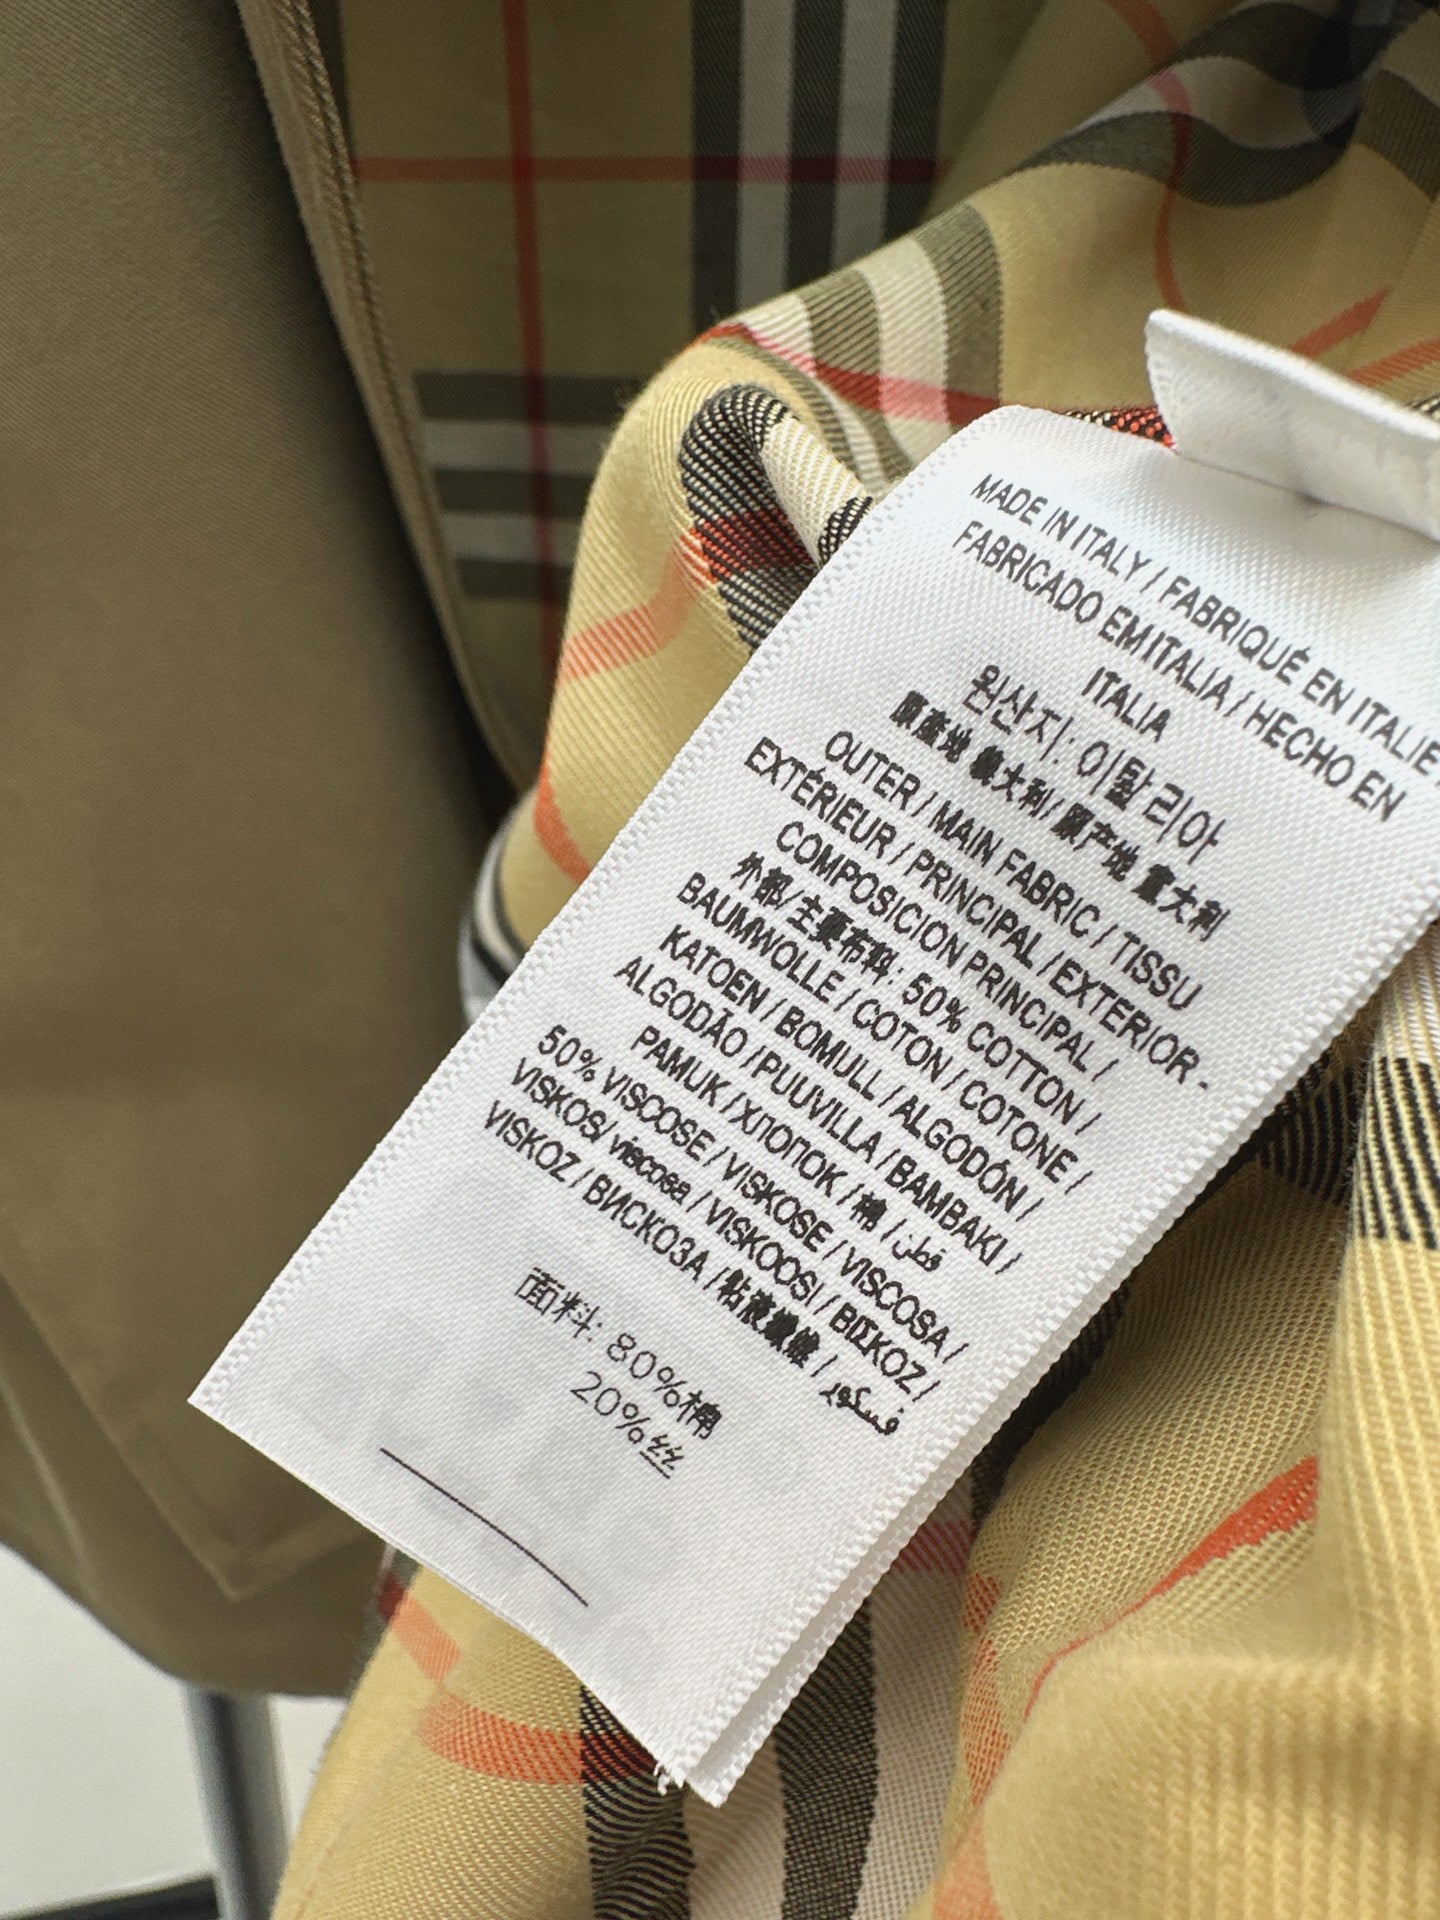 MADE IN ITALY / FABRIQUÉ EN ITALIE
FABRICADO EM ITALIA / HECHO EN
ITALIA
원산지: 이탈리아
原產地 義大利/ 原产地 意大利
OUTER / MAIN FABRIC / TISSU
EXTÉRIEUR / PRINCIPAL / EXTERIOR -
COMPOSICION PRINCIPAL /
外部/主要布料: 50% COTTON /
BAUMWOLLE / COTON / COTONE /
KATOEN / BOMULL / ALGODÓN /
ALGODÃO / PUUVILLA / BAMBAKI /
PAMUK / ХЛОПОК / 棉 / قطن
50% VISCOSE / VISKOSE / VISCOSA /
VISKOS/ viscosa / VISKOOSI / ΒΙΣΚΟΖ /
VISKOZ / ВИСКОЗА / 粘液纖維 / فسكوز
面料: 80%棉
20%丝